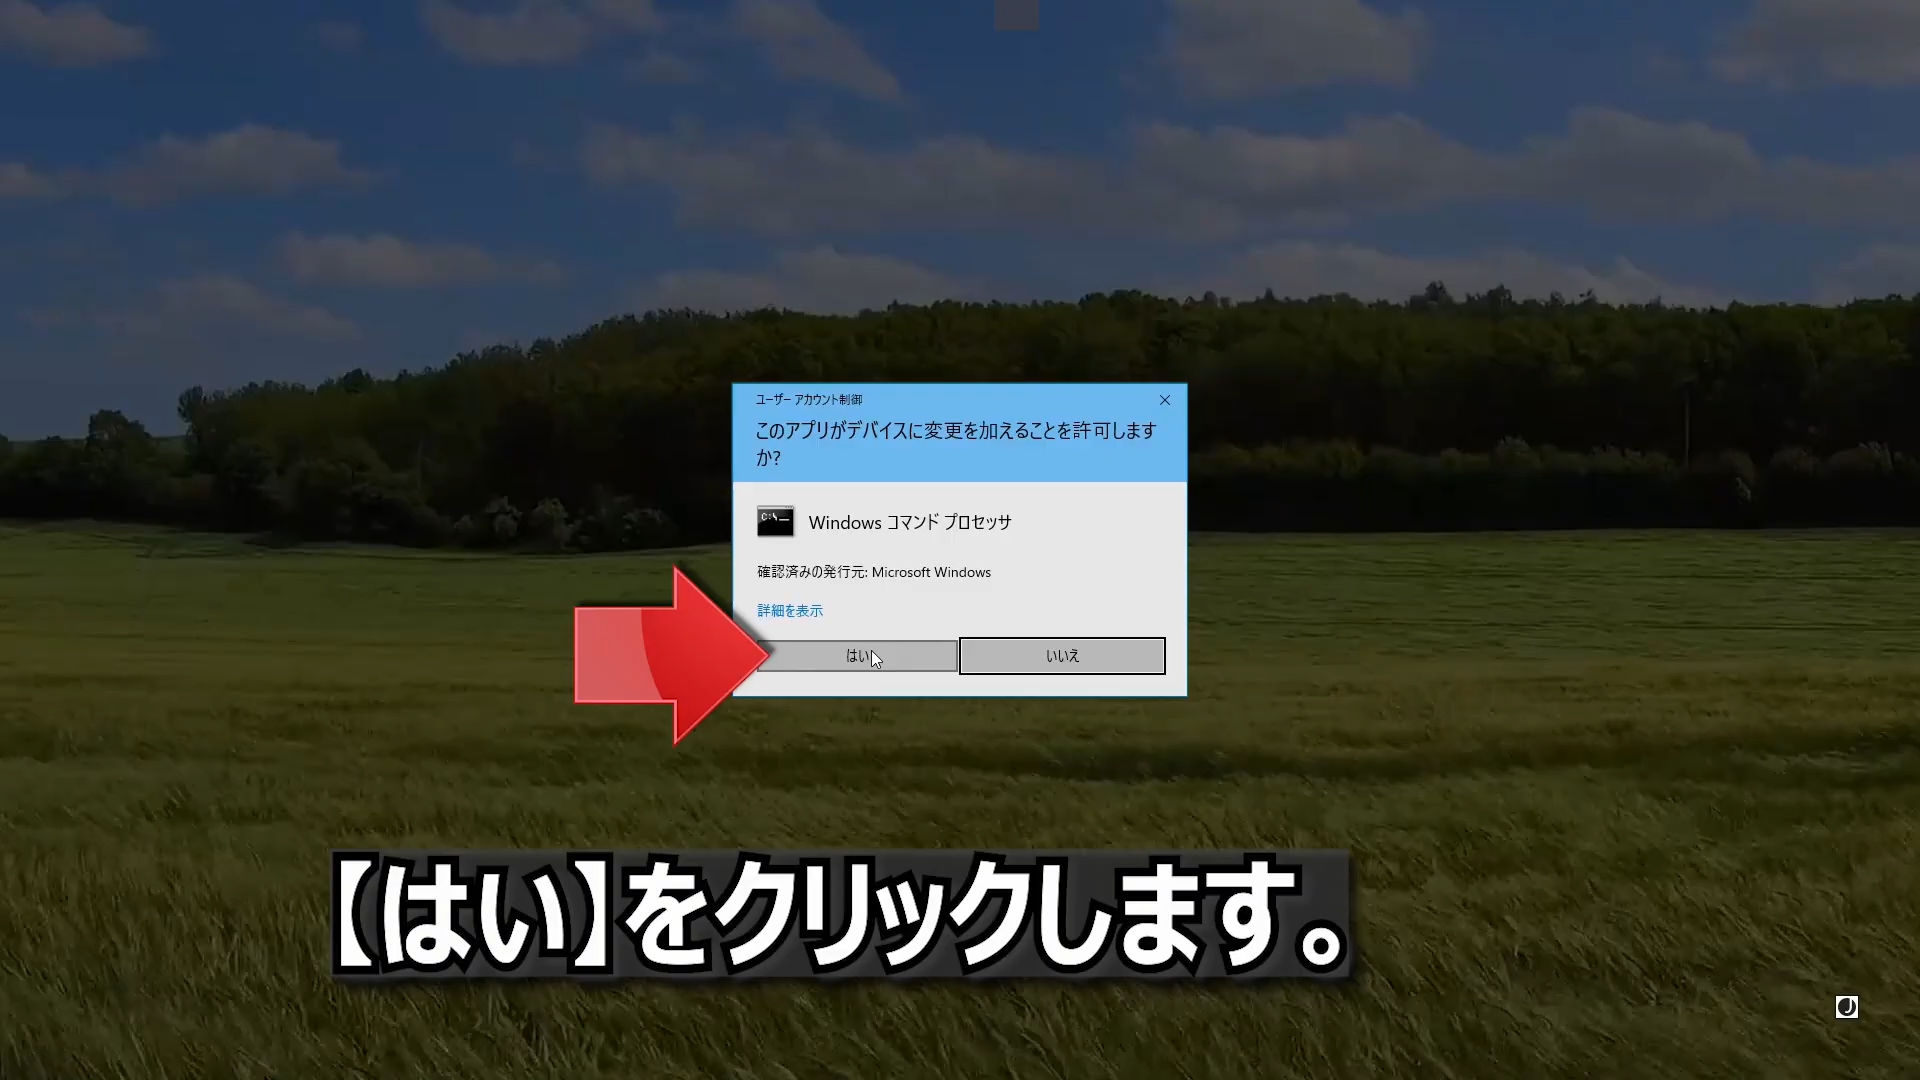 ユーザー アカウント制御
このアプリがデバイスに変更を加えることを許可します
か?
C:\
Windows コマンド プロセッサ
確認済みの発行元: Microsoft Windows
詳細を表示
はい
いいえ
【はい】をクリックします。
J